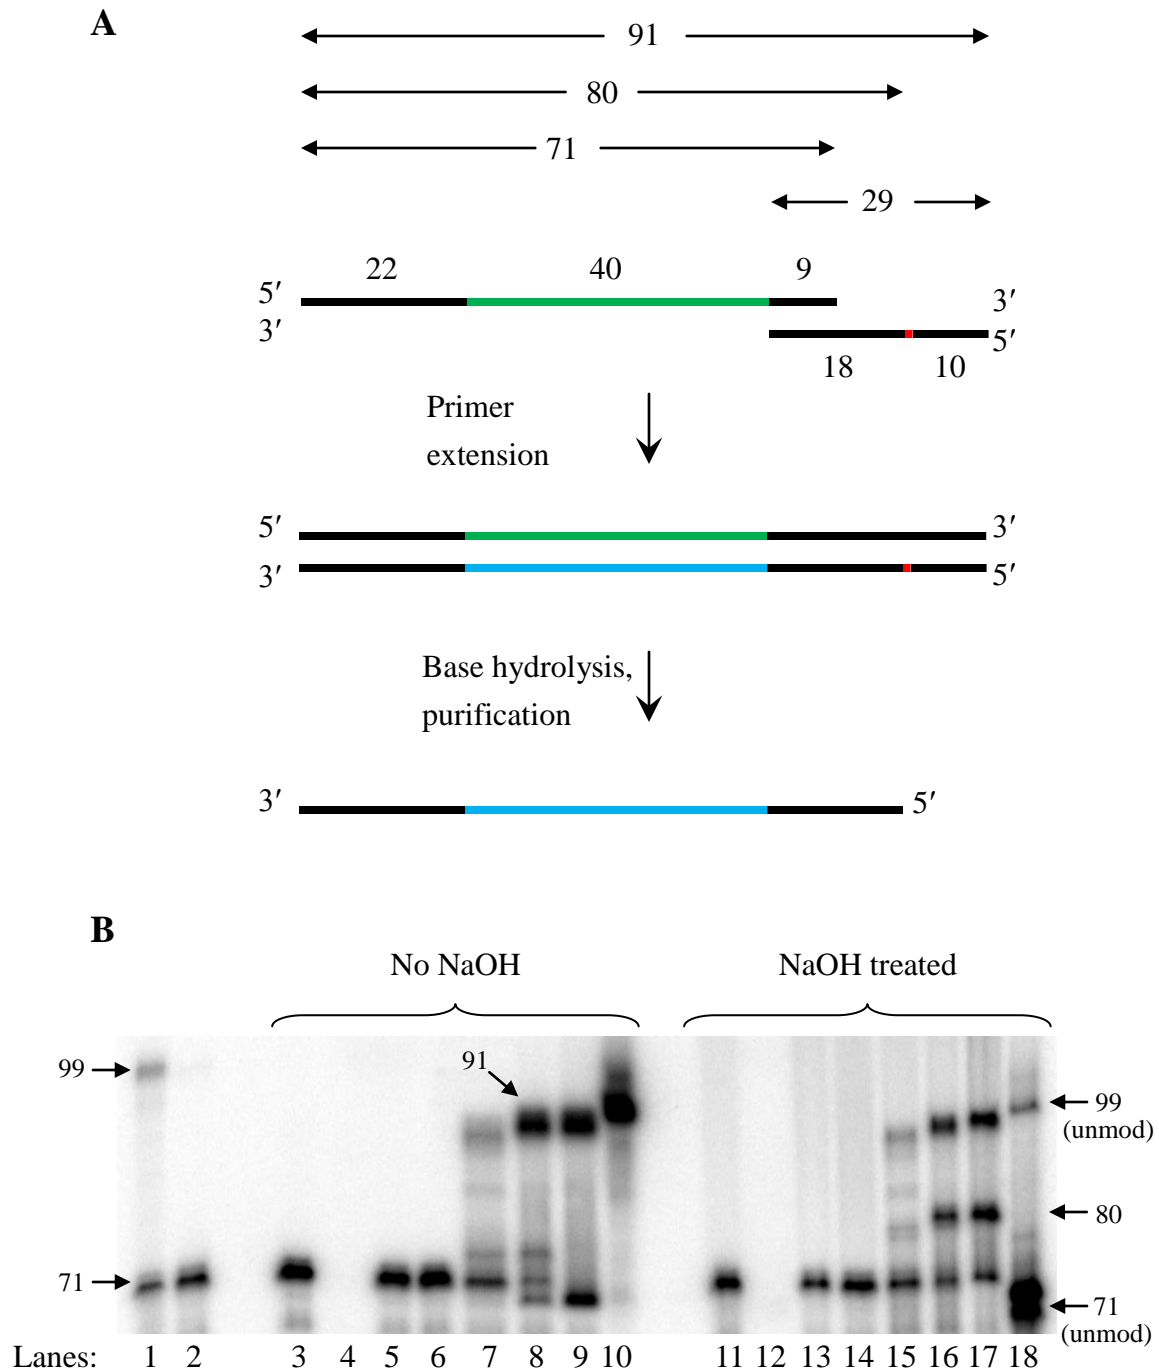 A
91
80
71
29
22 40 9
5′ 3′
3′ 5′
18 10
Primer
extension
5′ 3′
3′ 5′
Base hydrolysis,
purification
3′ 5′
B
No NaOH NaOH treated
99 91 99
(unmod)
80
71 71
(unmod)
Lanes: 1 2 3 4 5 6 7 8 9 10 11 12 13 14 15 16 17 18